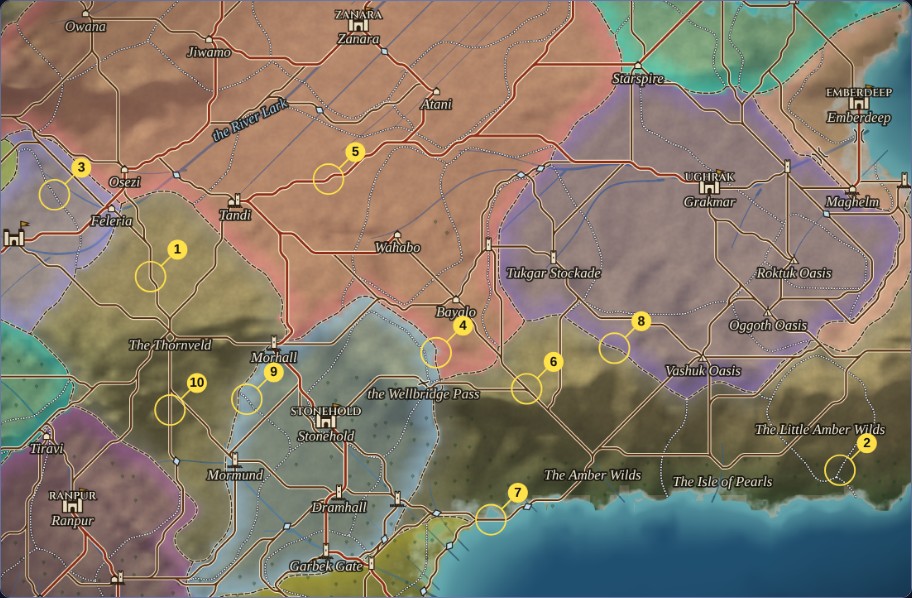 Owana
ZANARA
Zanara
Jiwamo
Starspire
EMBERDEEP
Emberdeep
Atani
the River Lark
5
3
Osezi
UGHRAK
Grakmar
Maghelm
Feleria
Tandi
1
Wahabo
Tukgar Stockade
Roktuk Oasis
Bayalo
4
8
Oggoth Oasis
The Thornveld
Morhall
6
9
10
the Wellbridge Pass
Vashuk Oasis
STONEHOLD
Stonehold
The Little Amber Wilds
2
Tiravi
Mormund
The Amber Wilds
The Isle of Pearls
RANPUR
Ranpur
7
Dramhall
Garbek Gate